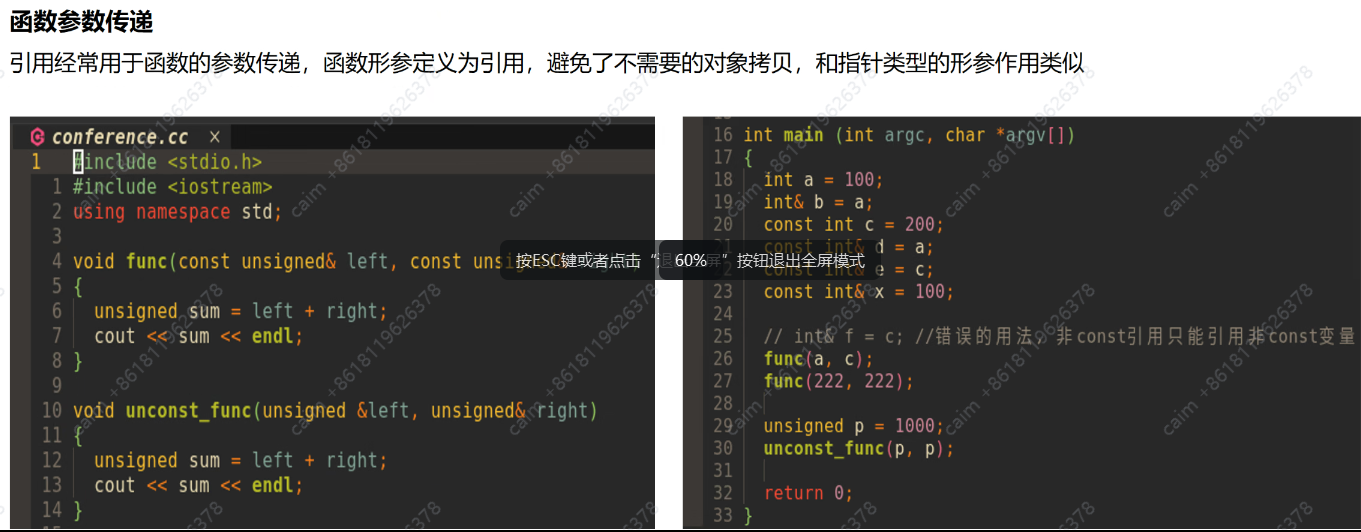 函数参数传递
引用经常用于函数的参数传递，函数形参定义为引用，避免了不需要的对象拷贝，和指针类型的形参作用类似
conference.cc ×
1 #include <stdio.h>
1 #include <iostream>
2 using namespace std;
3
4 void func(const unsigned& left, const uns
5 {
6 unsigned sum = left + right;
7 cout << sum << endl;
8 }
9
10 void unconst_func(unsigned &left, unsigned& right)
11 {
12 unsigned sum = left + right;
13 cout << sum << endl;
14 }
16 int main (int argc, char *argv[])
17 {
18 int a = 100;
19 int& b = a;
20 const int c = 200;
21 const int& d = a;
const int& e = c;
23 const int& x = 100;
24
25 // int& f = c; //错误的用法，非const引用只能引用非const变量
26 func(a, c);
27 func(222, 222);
28
29 unsigned p = 1000;
30 unconst_func(p, p);
31
32 return 0;
33 }
按ESC键或者点击“退 60% 屏”按钮退出全屏模式
caim +8618119626378